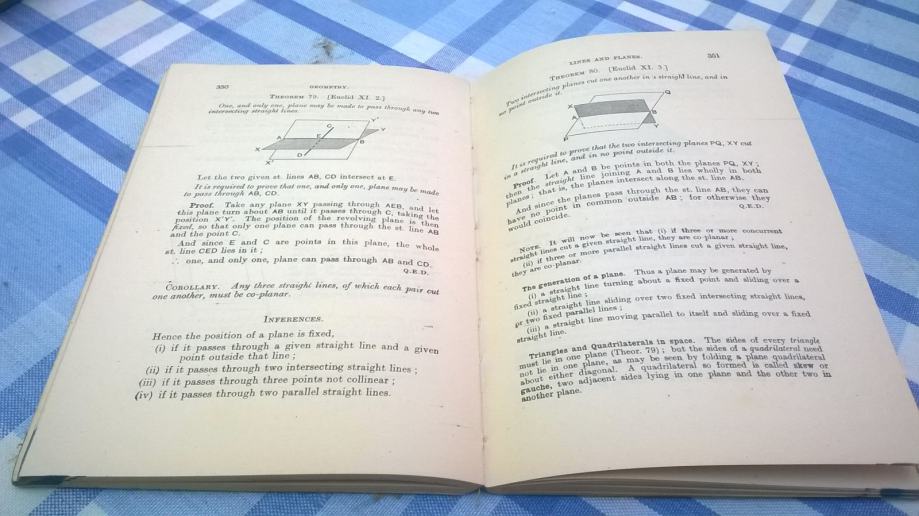 350
GEOMETRY.
THEOREM 79. [Euclid XI. 2.]
One, and only one, plane may be made to pass through any two
intersecting straight lines.
Y'
C
Y
A
E
B
X
D
X'
Let the two given st. lines AB, CD intersect at E.
It is required to prove that one, and only one, plane may be made
to pass through AB, CD.
Proof. Take any plane XY passing through AEB, and let
this plane turn about AB until it passes through C, taking the
position X'Y'. The position of the revolving plane is then
fixed, so that only one plane can pass through the st. line AB
and the point C.
And since E and C are points in this plane, the whole
st. line CED lies in it;
∴ one, and only one, plane can pass through AB and CD.
Q.E.D.
COROLLARY. Any three straight lines, of which each pair cut
one another, must be co-planar.
INFERENCES.
Hence the position of a plane is fixed,
(i) if it passes through a given straight line and a given
point outside that line;
(ii) if it passes through two intersecting straight lines;
(iii) if it passes through three points not collinear;
(iv) if it passes through two parallel straight lines.
LINES AND PLANES.
351
THEOREM 80. [Euclid XI. 3.]
Two intersecting planes cut one another in a straight line, and in
no point outside it.
Q
X
A
B
Y
P
It is required to prove that the two intersecting planes PQ, XY cut
in a straight line, and in no point outside it.
Proof. Let A and B be points in both the planes PQ, XY;
then the straight line joining A and B lies wholly in both
planes; that is, the planes intersect along the st. line AB.
And since the planes pass through the st. line AB, they can
have no point in common outside AB; for otherwise they
would coincide.
Q.E.D.
NOTE. It will now be seen that (i) if three or more concurrent
straight lines cut a given straight line, they are co-planar;
(ii) if three or more parallel straight lines cut a given straight line,
they are co-planar.
The generation of a plane. Thus a plane may be generated by
(i) a straight line turning about a fixed point and sliding over a
fixed straight line;
(ii) a straight line sliding over two fixed intersecting straight lines,
or two fixed parallel lines;
(iii) a straight line moving parallel to itself and sliding over a fixed
straight line.
Triangles and Quadrilaterals in space. The sides of every triangle
must lie in one plane (Theor. 79); but the sides of a quadrilateral need
not lie in one plane, as may be seen by folding a plane quadrilateral
about either diagonal. A quadrilateral so formed is called skew or
gauche, two adjacent sides lying in one plane and the other two in
another plane.